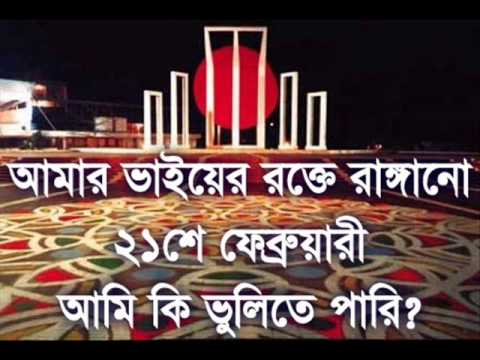 আমার ভাইয়ের রক্তে রাঙ্গানো
২১শে ফেব্রুয়ারী
আমি কি ভুলিতে পারি?